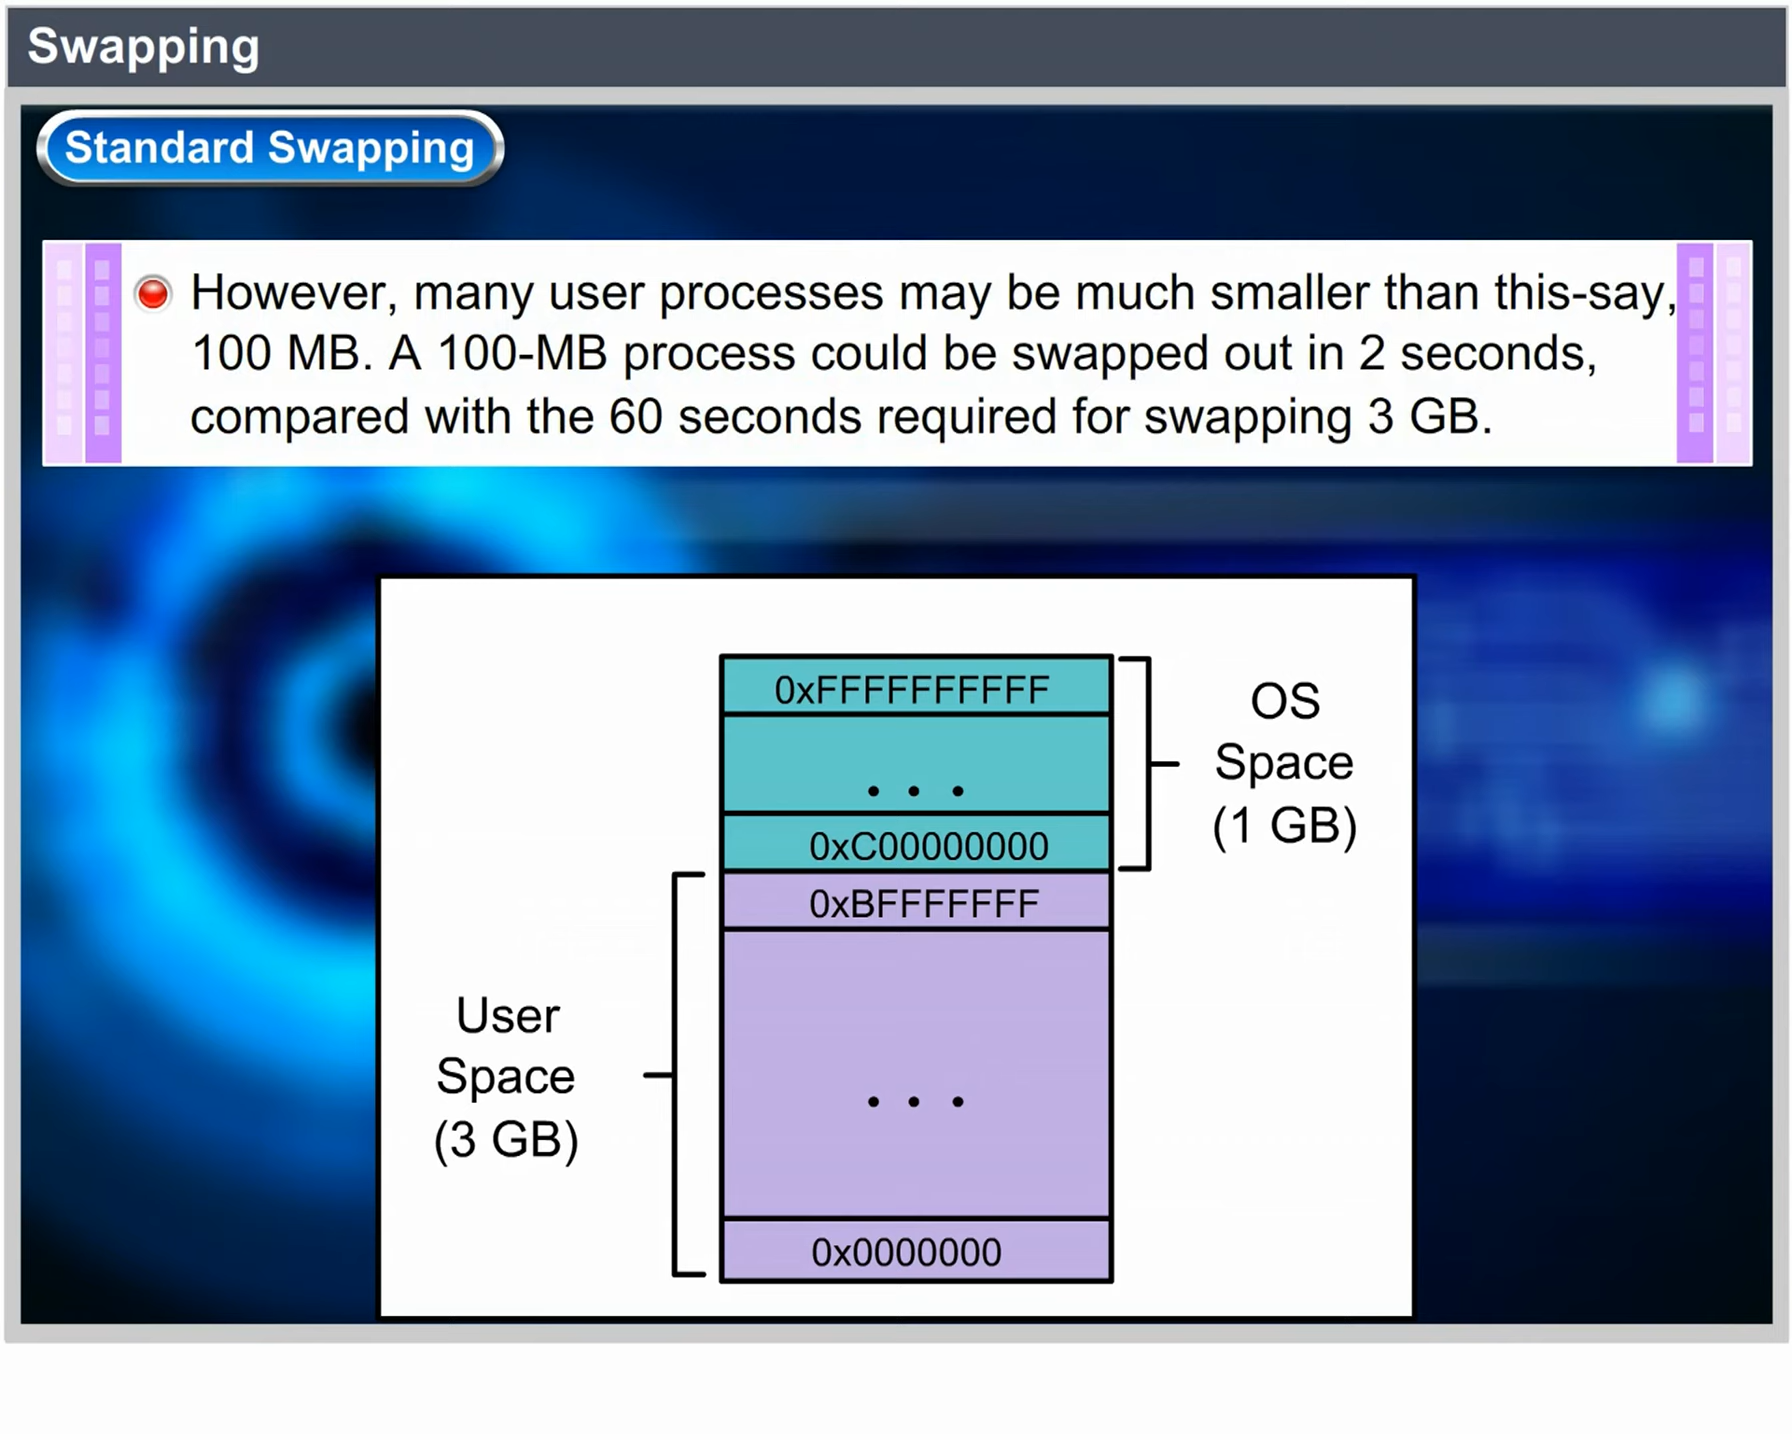 Swapping
Standard Swapping
However, many user processes may be much smaller than this-say,
100 MB. A 100-MB process could be swapped out in 2 seconds,
compared with the 60 seconds required for swapping 3 GB.
0xFFFFFFFFFF
. . .
0xC00000000
OS
Space
(1 GB)
0xBFFFFFFF
. . .
0x0000000
User
Space
(3 GB)